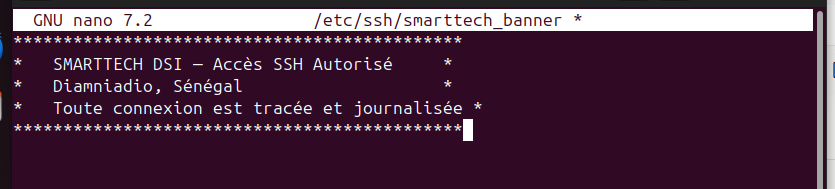 GNU nano 7.2 /etc/ssh/smarttech_banner *
*********************************************
*   SMARTTECH DSI – Accès SSH Autorisé     *
*   Diamniadio, Sénégal                    *
*   Toute connexion est tracée et journalisée *
*********************************************